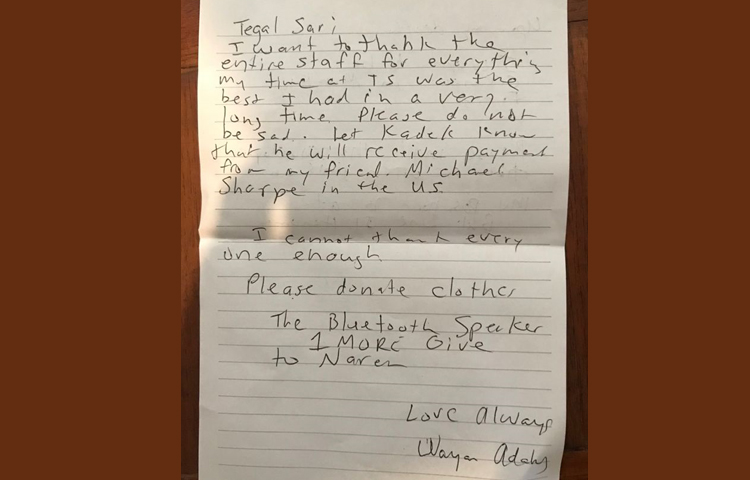 Tegal Sari
I want to thank the
entire staff for everything
my time at TS was the
best I had in a very
long time Please do not
be sad. Let Kadek know
that he will receive payment
from my friend. Michael
Sharpe in the US.
I cannot thank every
one enough
Please donate clothes
The Bluetooth Speaker
1 MORE Give
to Naren
Love Always
Wayan